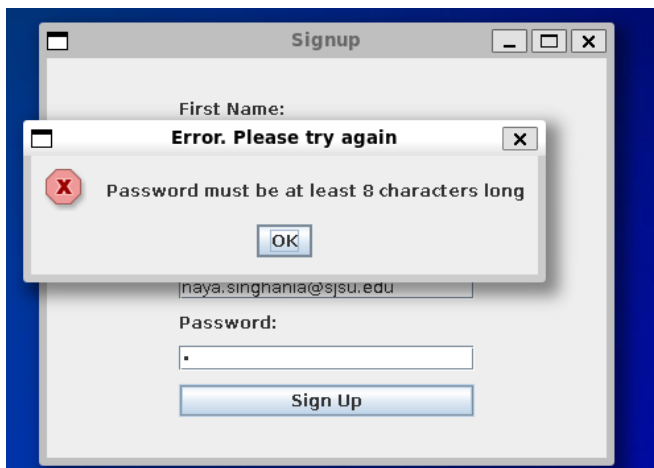 Signup
First Name:
Error. Please try again
Password must be at least 8 characters long
OK
naya.singhania@sjsu.edu
Password:
Sign Up